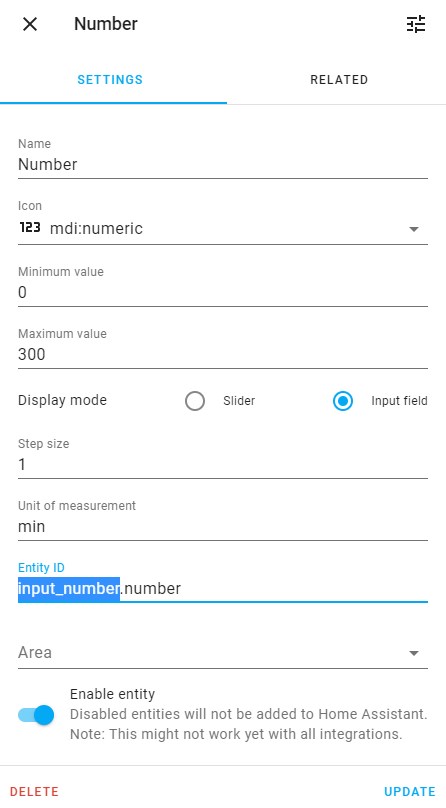 Number
SETTINGS
RELATED
Name
Number
Icon
123 mdi:numeric
Minimum value
0
Maximum value
300
Display mode
Slider
Input field
Step size
1
Unit of measurement
min
Entity ID
input_number.number
Area
Enable entity
Disabled entities will not be added to Home Assistant.
Note: This might not work yet with all integrations.
DELETE
UPDATE